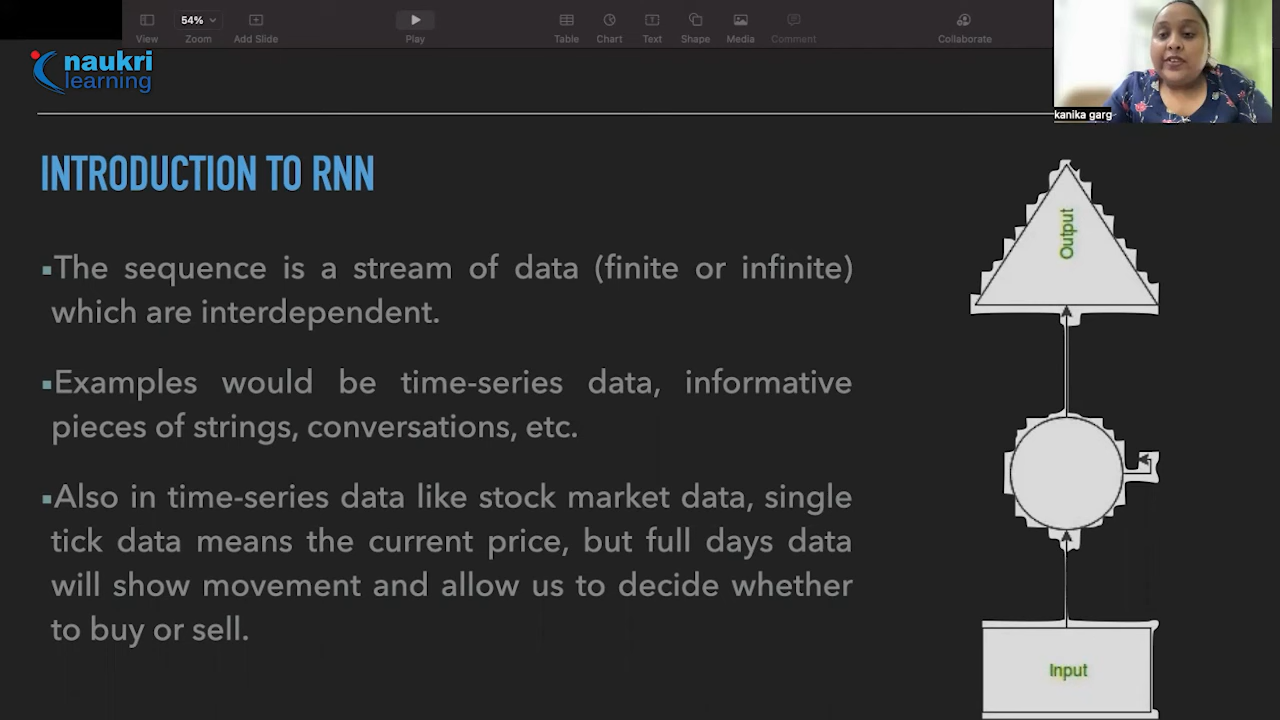 54%
View
Zoom
Add Slide
Play
Table
Chart
Text
Shape
Media
Comment
Collaborate
naukri
learning
kanika garg
INTRODUCTION TO RNN
▪The sequence is a stream of data (finite or infinite)
which are interdependent.
▪Examples would be time-series data, informative
pieces of strings, conversations, etc.
▪Also in time-series data like stock market data, single
tick data means the current price, but full days data
will show movement and allow us to decide whether
to buy or sell.
Output
Input